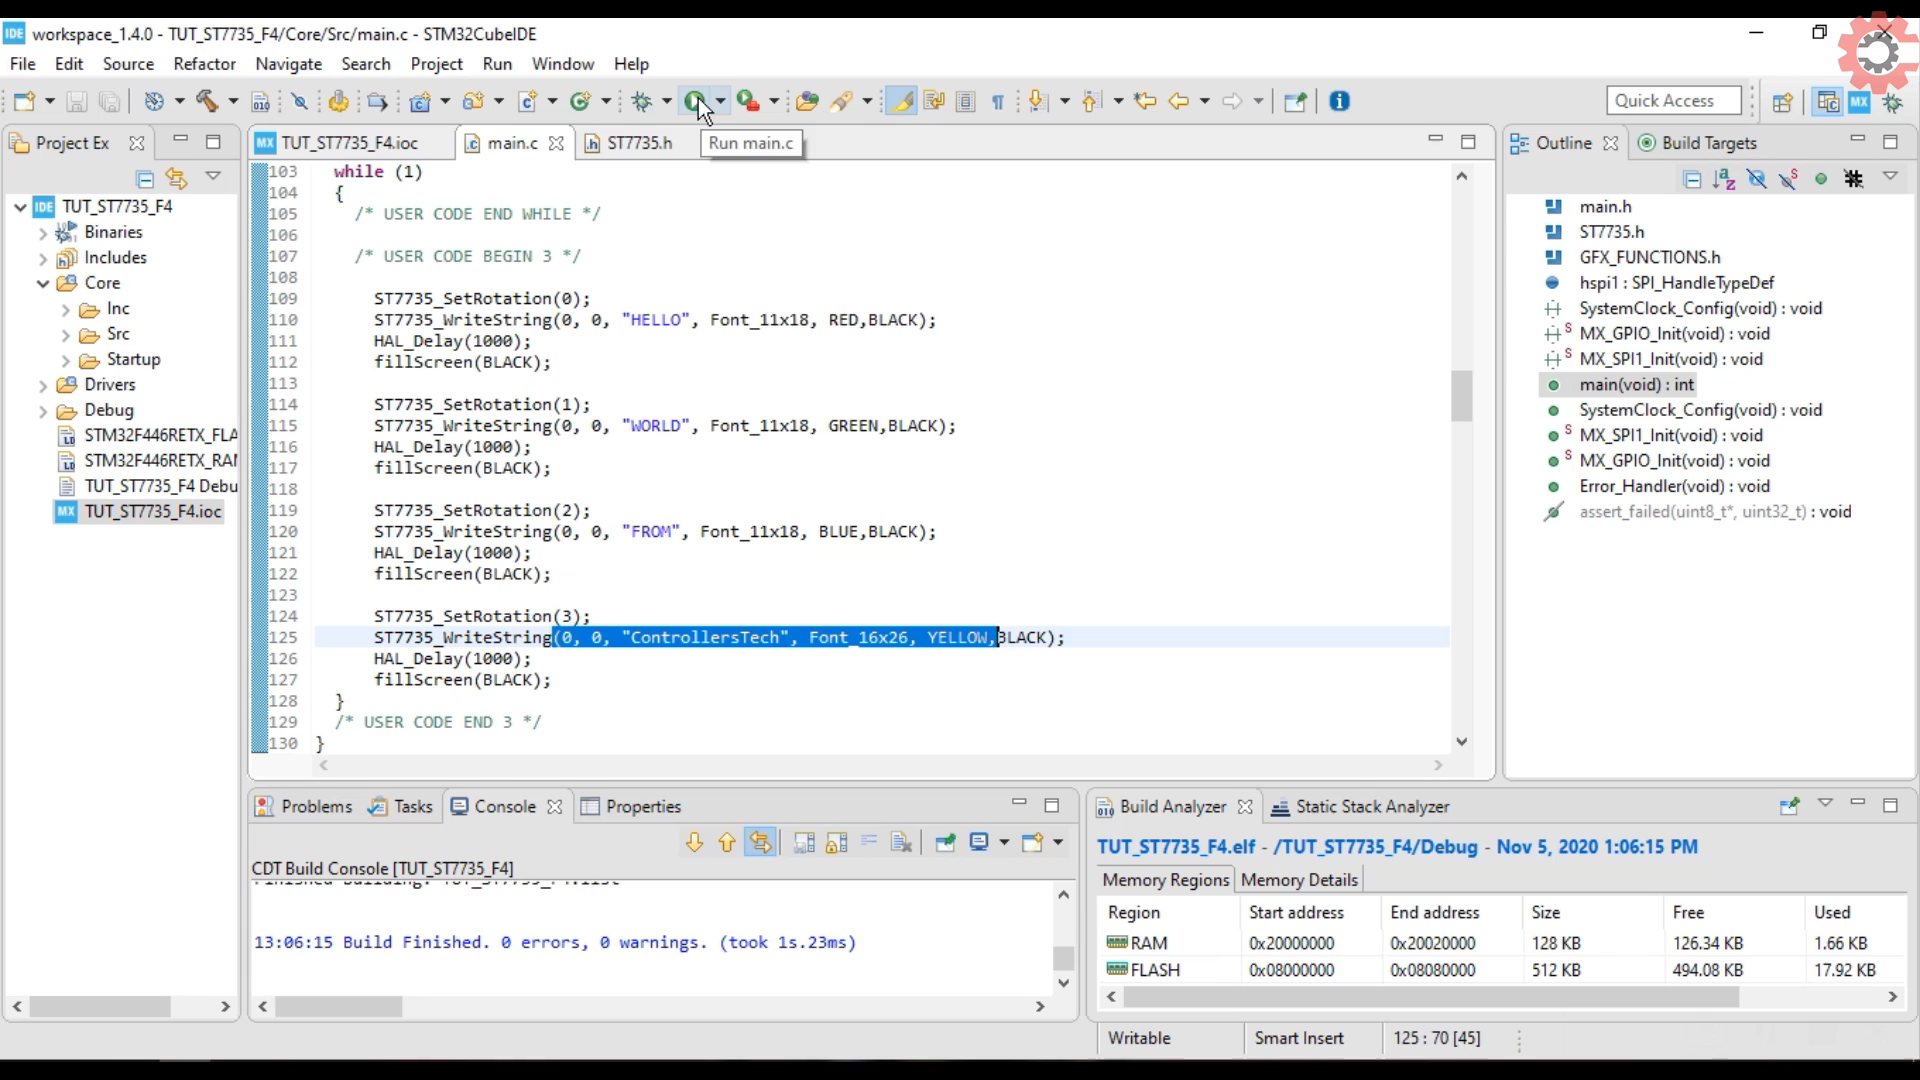 IDE workspace_1.4.0 - TUT_ST7735_F4/Core/Src/main.c - STM32CubeIDE
File Edit Source Refactor Navigate Search Project Run Window Help
Quick Access
MX
Project Ex
MX TUT_ST7735_F4.ioc
main.c
ST7735.h
Run main.c
IDE TUT_ST7735_F4
Binaries
Includes
Core
Inc
Src
Startup
Drivers
Debug
STM32F446RETX_FLA
STM32F446RETX_RAM
TUT_ST7735_F4 Debu
MX TUT_ST7735_F4.ioc
103 while (1)
104 {
105 /* USER CODE END WHILE */
106
107 /* USER CODE BEGIN 3 */
108
109 ST7735_SetRotation(0);
110 ST7735_WriteString(0, 0, "HELLO", Font_11x18, RED,BLACK);
111 HAL_Delay(1000);
112 fillScreen(BLACK);
113
114 ST7735_SetRotation(1);
115 ST7735_WriteString(0, 0, "WORLD", Font_11x18, GREEN,BLACK);
116 HAL_Delay(1000);
117 fillScreen(BLACK);
118
119 ST7735_SetRotation(2);
120 ST7735_WriteString(0, 0, "FROM", Font_11x18, BLUE,BLACK);
121 HAL_Delay(1000);
122 fillScreen(BLACK);
123
124 ST7735_SetRotation(3);
125 ST7735_WriteString(0, 0, "ControllersTech", Font_16x26, YELLOW,BLACK);
126 HAL_Delay(1000);
127 fillScreen(BLACK);
128 }
129 /* USER CODE END 3 */
130 }
Outline
Build Targets
main.h
ST7735.h
GFX_FUNCTIONS.h
hspi1 : SPI_HandleTypeDef
SystemClock_Config(void) : void
S MX_GPIO_Init(void) : void
S MX_SPI1_Init(void) : void
main(void) : int
SystemClock_Config(void) : void
S MX_SPI1_Init(void) : void
S MX_GPIO_Init(void) : void
Error_Handler(void) : void
assert_failed(uint8_t*, uint32_t) : void
Problems Tasks Console Properties
CDT Build Console [TUT_ST7735_F4]
Finished building: TUT_ST7735_F4.list
13:06:15 Build Finished. 0 errors, 0 warnings. (took 1s.23ms)
Build Analyzer Static Stack Analyzer
TUT_ST7735_F4.elf - /TUT_ST7735_F4/Debug - Nov 5, 2020 1:06:15 PM
Memory Regions Memory Details
Region Start address End address Size Free Used
RAM 0x20000000 0x20020000 128 KB 126.34 KB 1.66 KB
FLASH 0x08000000 0x08080000 512 KB 494.08 KB 17.92 KB
Writable Smart Insert 125 : 70 [45]